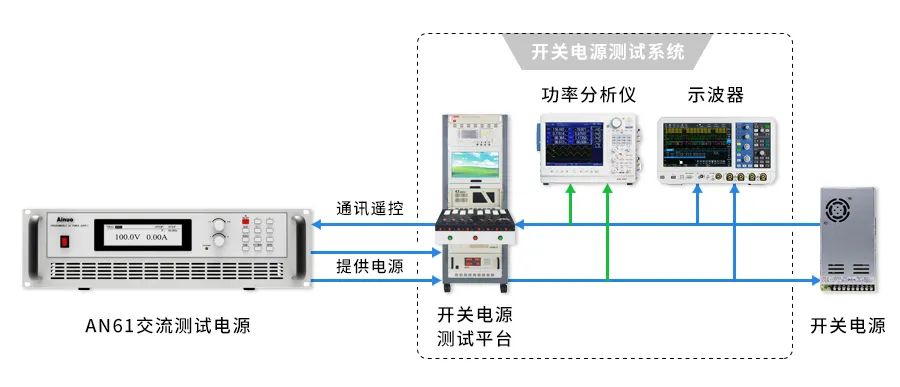 开关电源测试系统
功率分析仪
示波器
通讯遥控
提供电源
Ainuo
100.0V 0.00A
AN61交流测试电源
开关电源
测试平台
开关电源